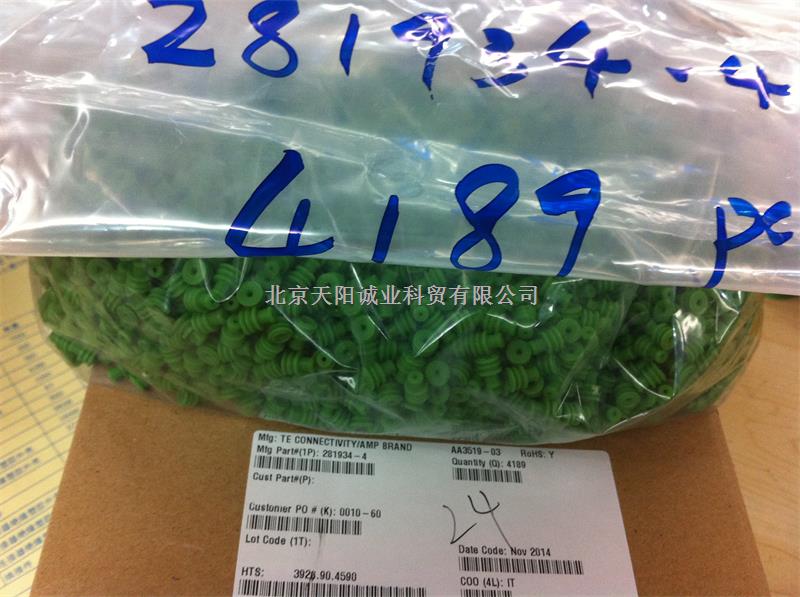 281934-4
4189 pc
北京天阳诚业科贸有限公司
Mfg: TE CONNECTIVITY/AMP BRAND
Mfg Part#(1P): 281934-4
AA3519-03 RoHS: Y
Quantity (Q): 4189
Cust Part#(P):
Customer PO # (K): 0010-60
24
Lot Code (1T):
Date Code: Nov 2014
HTS: 3926.90.4590
COO (4L): IT